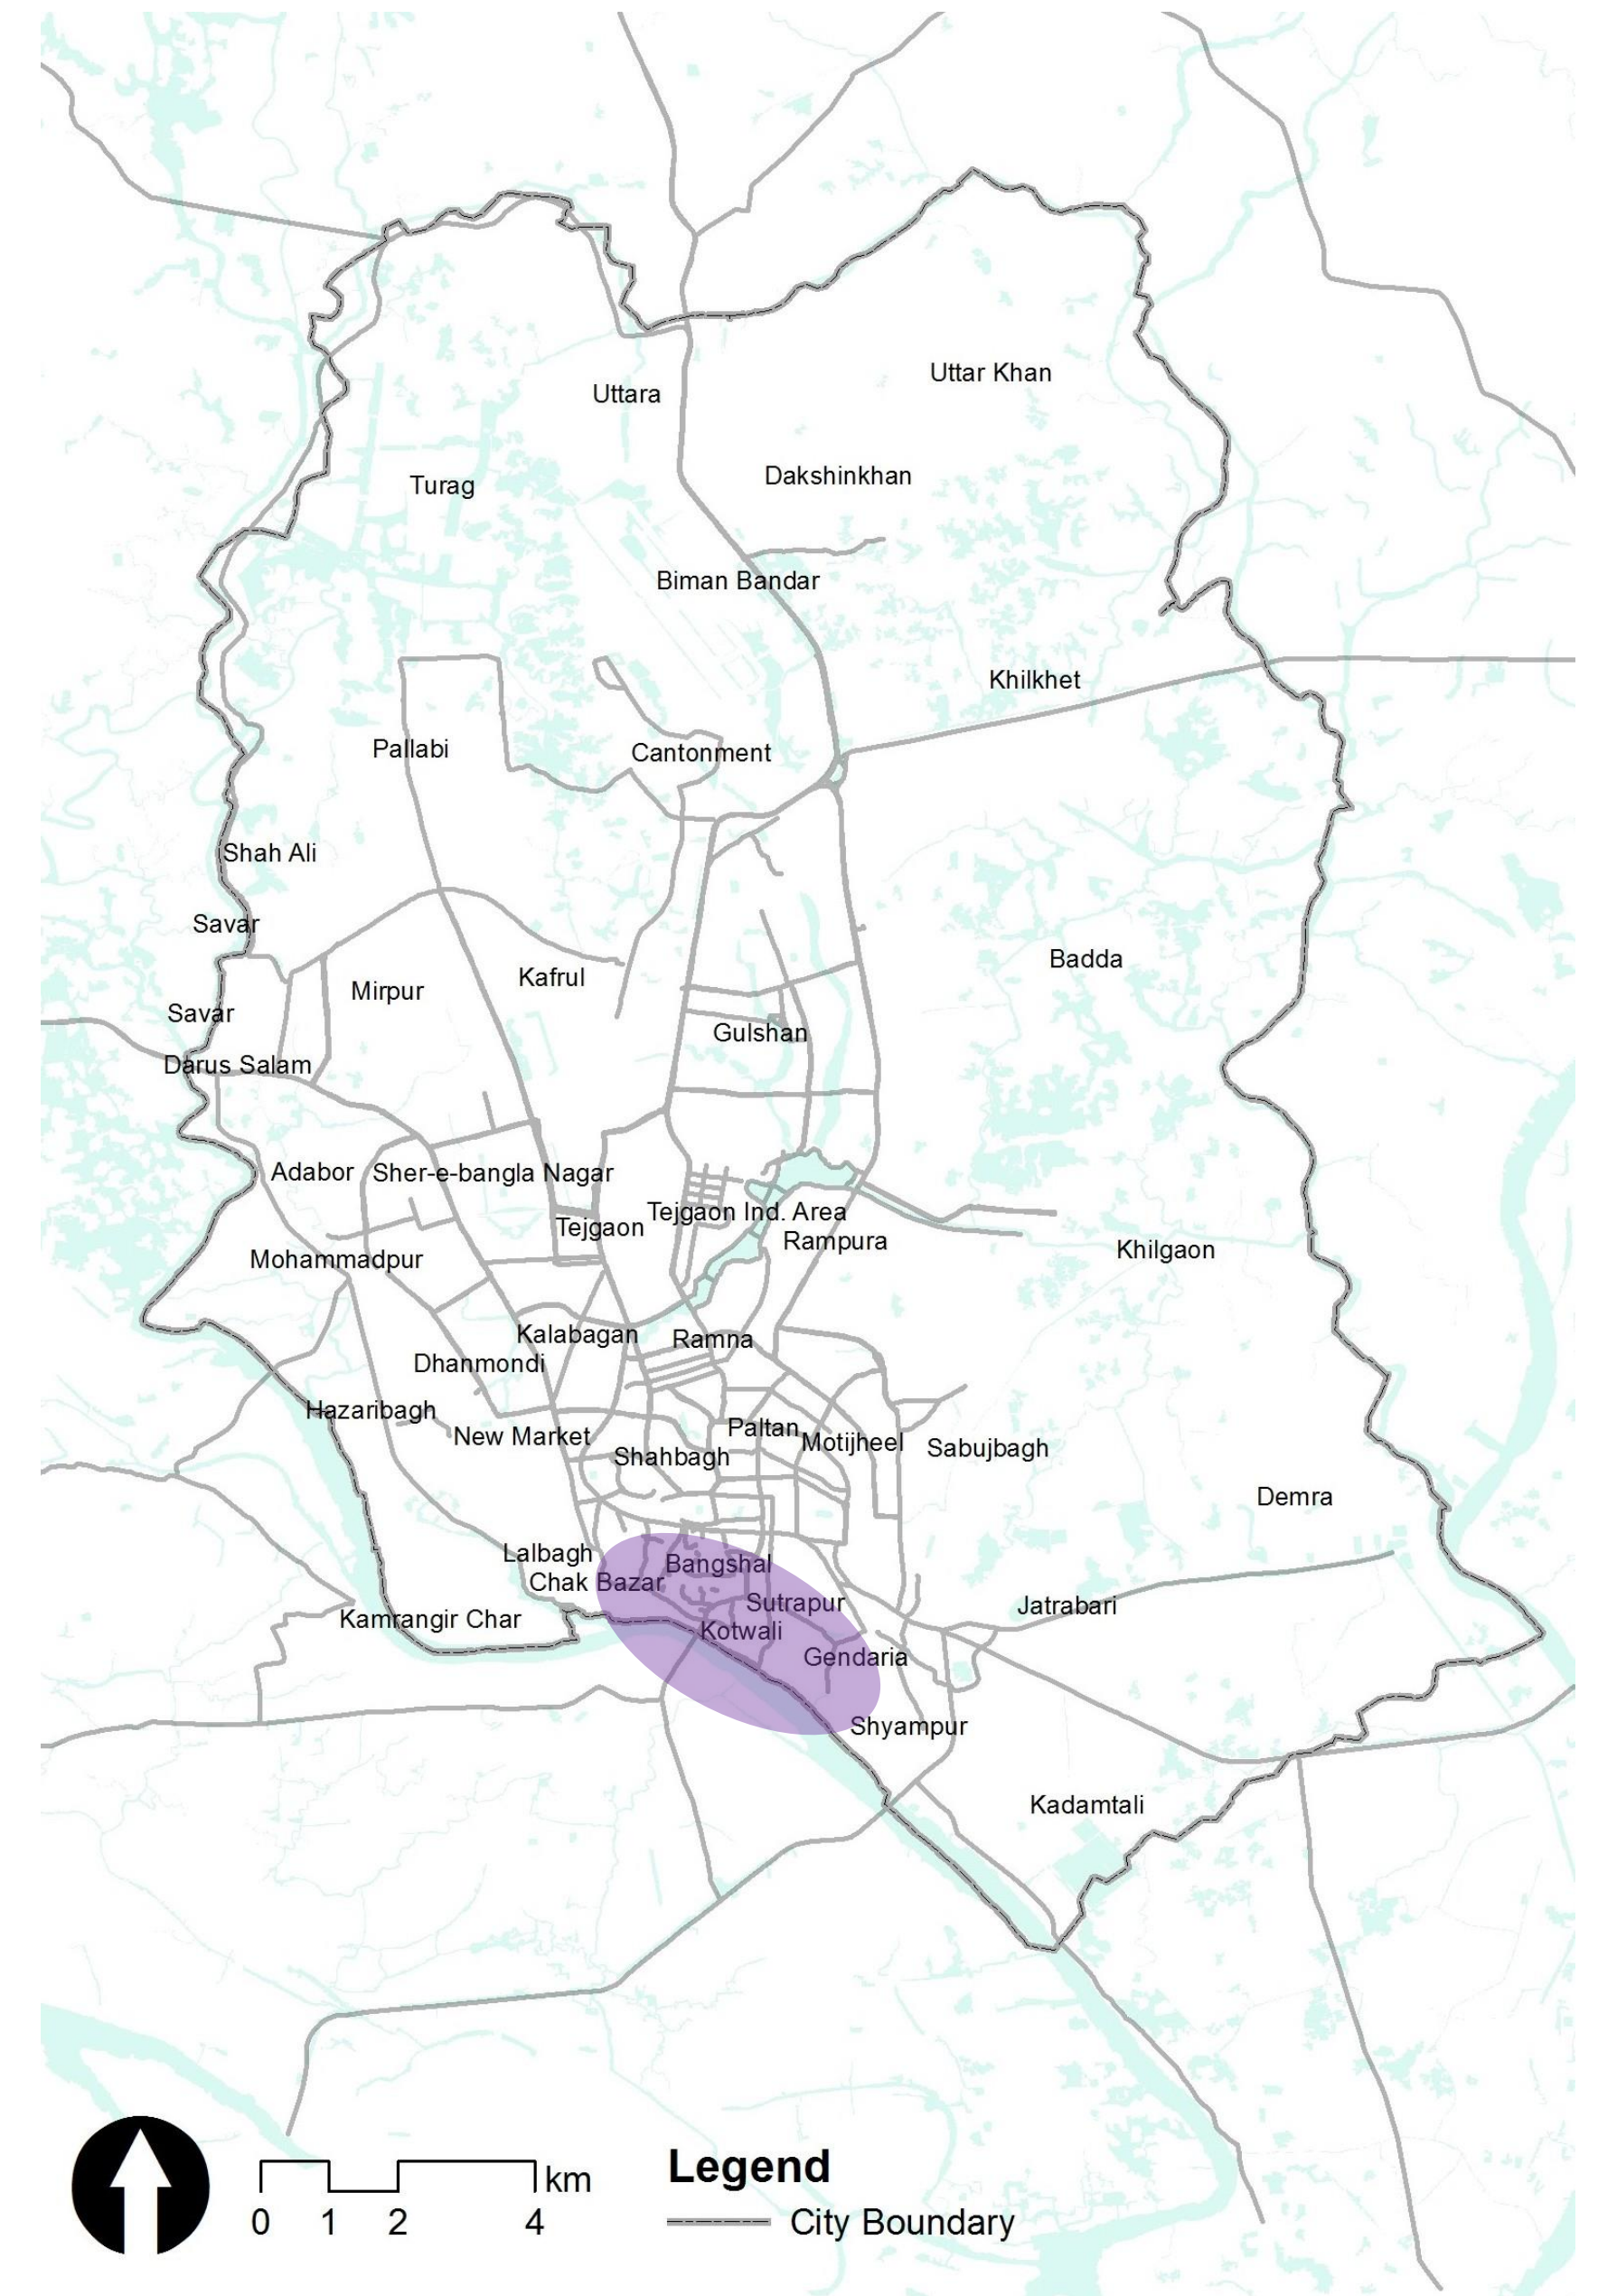 Uttar Khan
Uttara
Dakshinkhan
Turag
Biman Bandar
Khilkhet
Pallabi
Cantonment
Shah Ali
Savar
Badda
Kafrul
Mirpur
Savar
Gulshan
Darus Salam
Adabor
Sher-e-bangla Nagar
Tejgaon Ind. Area
Tejgaon
Rampura
Khilgaon
Mohammadpur
Kalabagan
Ramna
Dhanmondi
Hazaribagh
Paltan
New Market
Motijheel
Sabujbagh
Shahbagh
Demra
Lalbagh
Bangshal
Chak Bazar
Sutrapur
Jatrabari
Kamrangir Char
Kotwali
Gendaria
Shyampur
Kadamtali
Legend
km
0 1 2 4
City Boundary